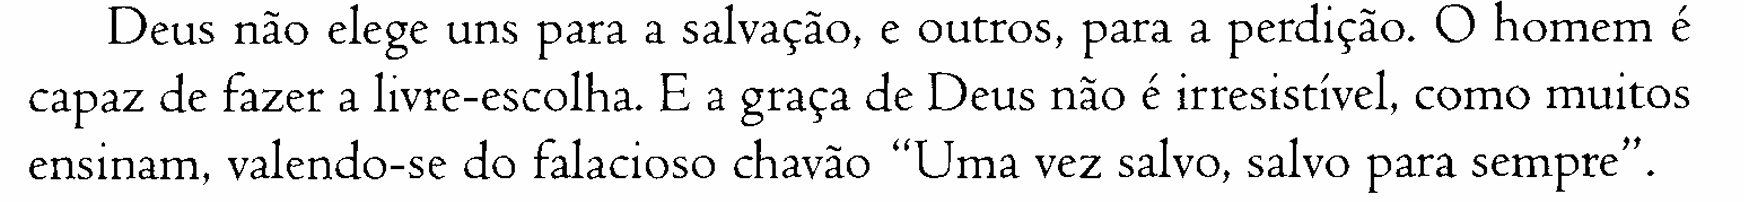 Deus não elege uns para a salvação, e outros, para a perdição. O homem é
capaz de fazer a livre-escolha. E a graça de Deus não é irresistível, como muitos
ensinam, valendo-se do falacioso chavão “Uma vez salvo, salvo para sempre”.